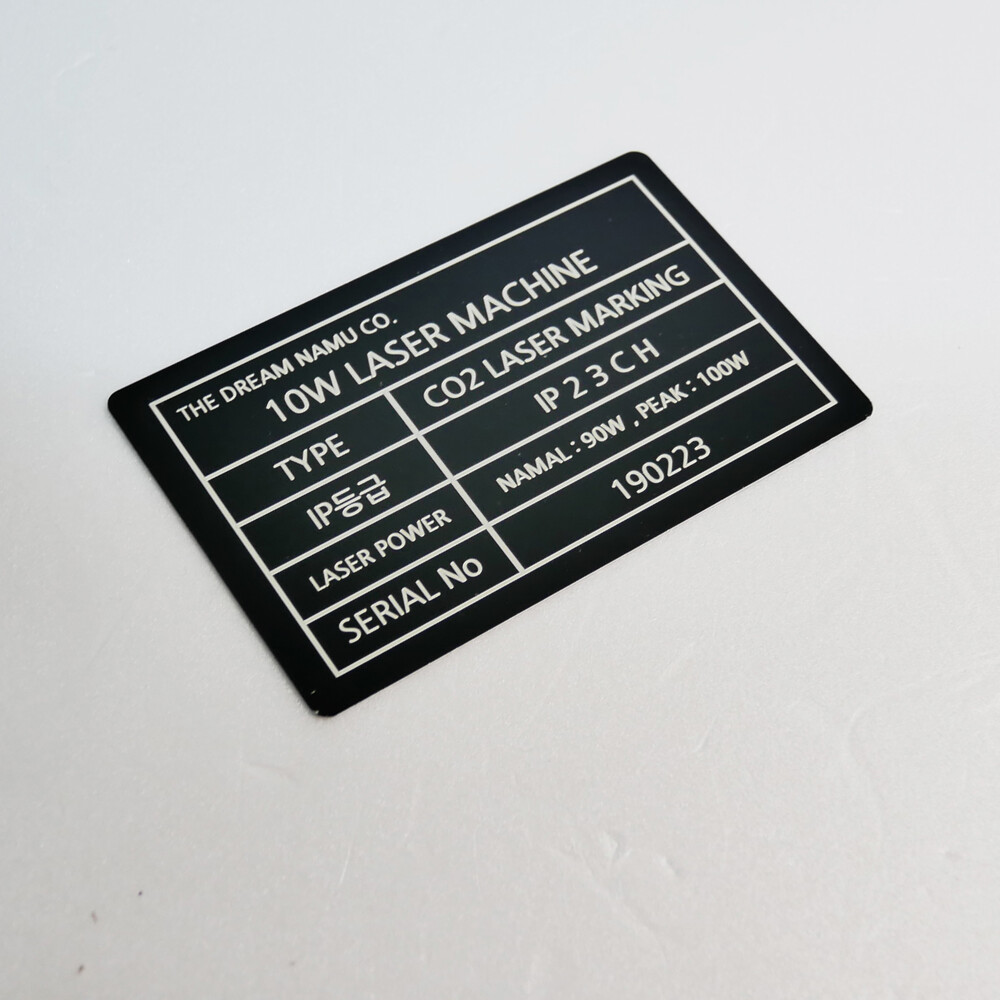 THE DREAM NAMU CO.
10W LASER MACHINE
TYPE CO2 LASER MARKING
IP등급 IP 2 3 C H
LASER POWER NAMAL : 90W , PEAK : 100W
SERIAL No 190223